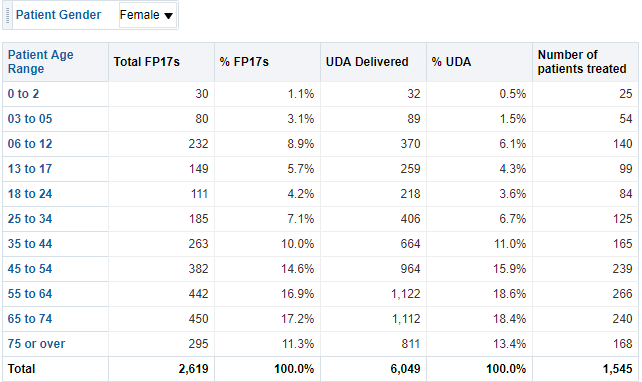 Patient Gender Female
Patient Age Range Total FP17s % FP17s UDA Delivered % UDA Number of patients treated
0 to 2 30 1.1% 32 0.5% 25
03 to 05 80 3.1% 89 1.5% 54
06 to 12 232 8.9% 370 6.1% 140
13 to 17 149 5.7% 259 4.3% 99
18 to 24 111 4.2% 218 3.6% 84
25 to 34 185 7.1% 406 6.7% 125
35 to 44 263 10.0% 664 11.0% 165
45 to 54 382 14.6% 964 15.9% 239
55 to 64 442 16.9% 1,122 18.6% 266
65 to 74 450 17.2% 1,112 18.4% 240
75 or over 295 11.3% 811 13.4% 168
Total 2,619 100.0% 6,049 100.0% 1,545